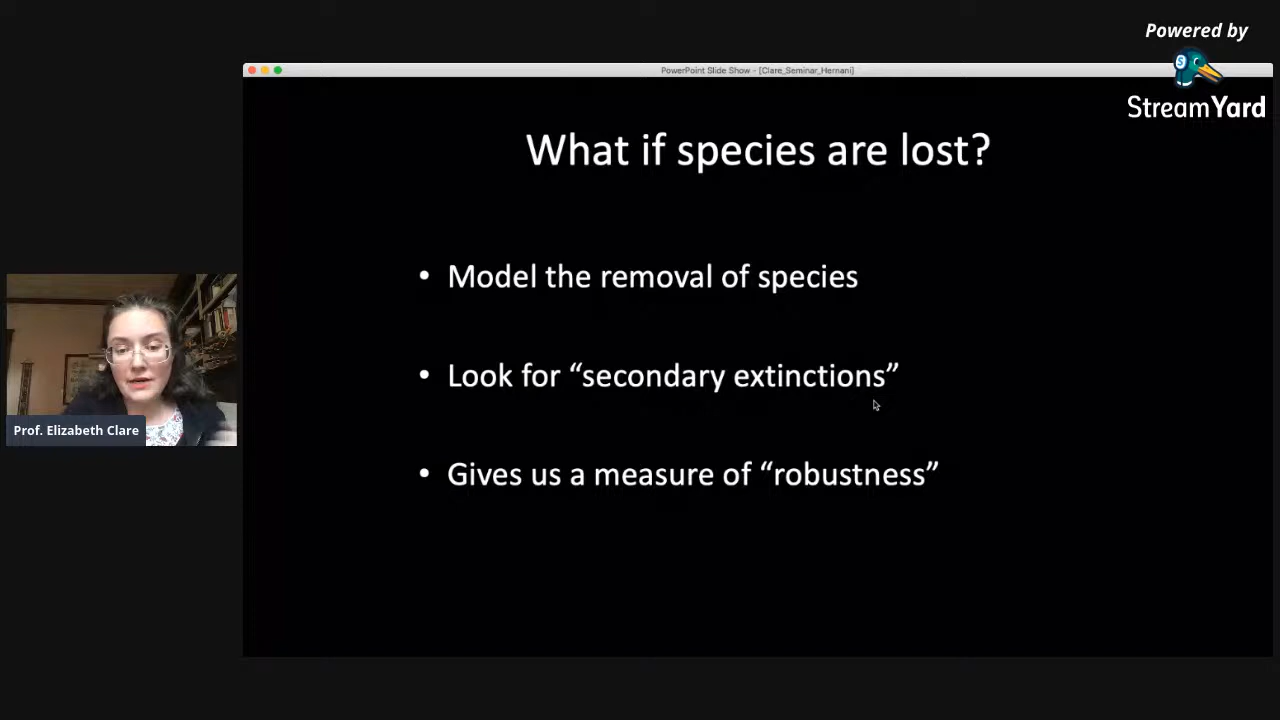 Powered by
StreamYard
PowerPoint Slide Show - [Clare_Seminar_Hernani]
What if species are lost?
• Model the removal of species
• Look for “secondary extinctions”
• Gives us a measure of “robustness”
Prof. Elizabeth Clare